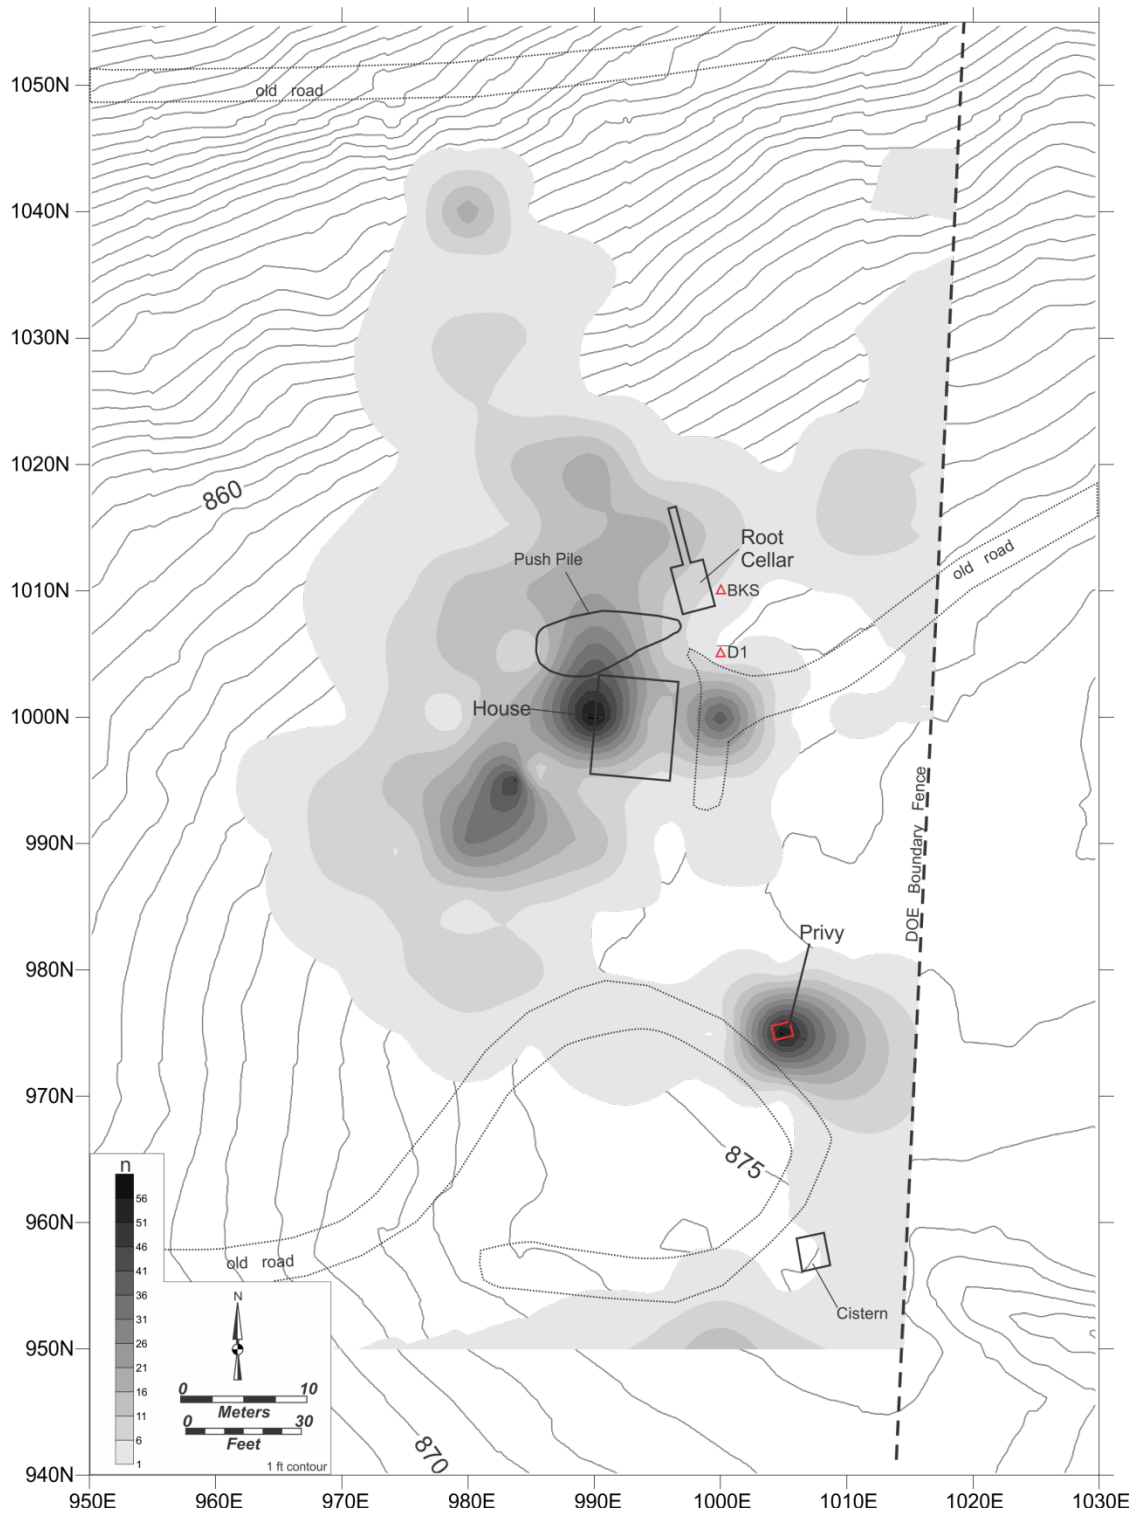 1050N
old road
1040N
1030N
1020N
860
Root
Cellar
Push Pile
old road
1010N
BKS
D1
House
1000N
DOE Boundary Fence
990N
Privy
980N
970N
875
n
960N
56
51
old road
46
41
N
36
Cistern
31
950N
26
21
0 10
16
Meters
11
0 30
6
Feet
870
1
1 ft contour
940N
950E 960E 970E 980E 990E 1000E 1010E 1020E 1030E